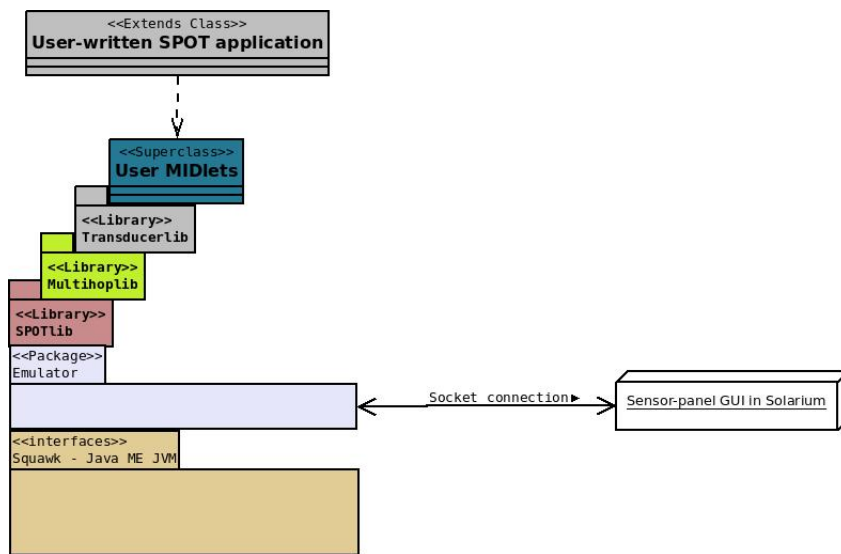 <<Extends Class>>
User-written SPOT application
<<Superclass>>
User MIDlets
<<Library>>
Transducerlib
<<Library>>
Multihoplib
<<Library>>
SPOTlib
<<Package>>
Emulator
Socket connection▶
Sensor-panel GUI in Solarium
<<interfaces>>
Squawk - Java ME JVM